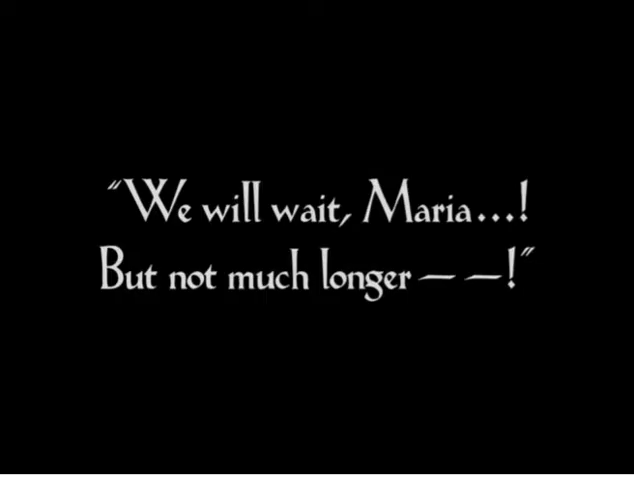 "We will wait, Maria...!
But not much longer — —!"